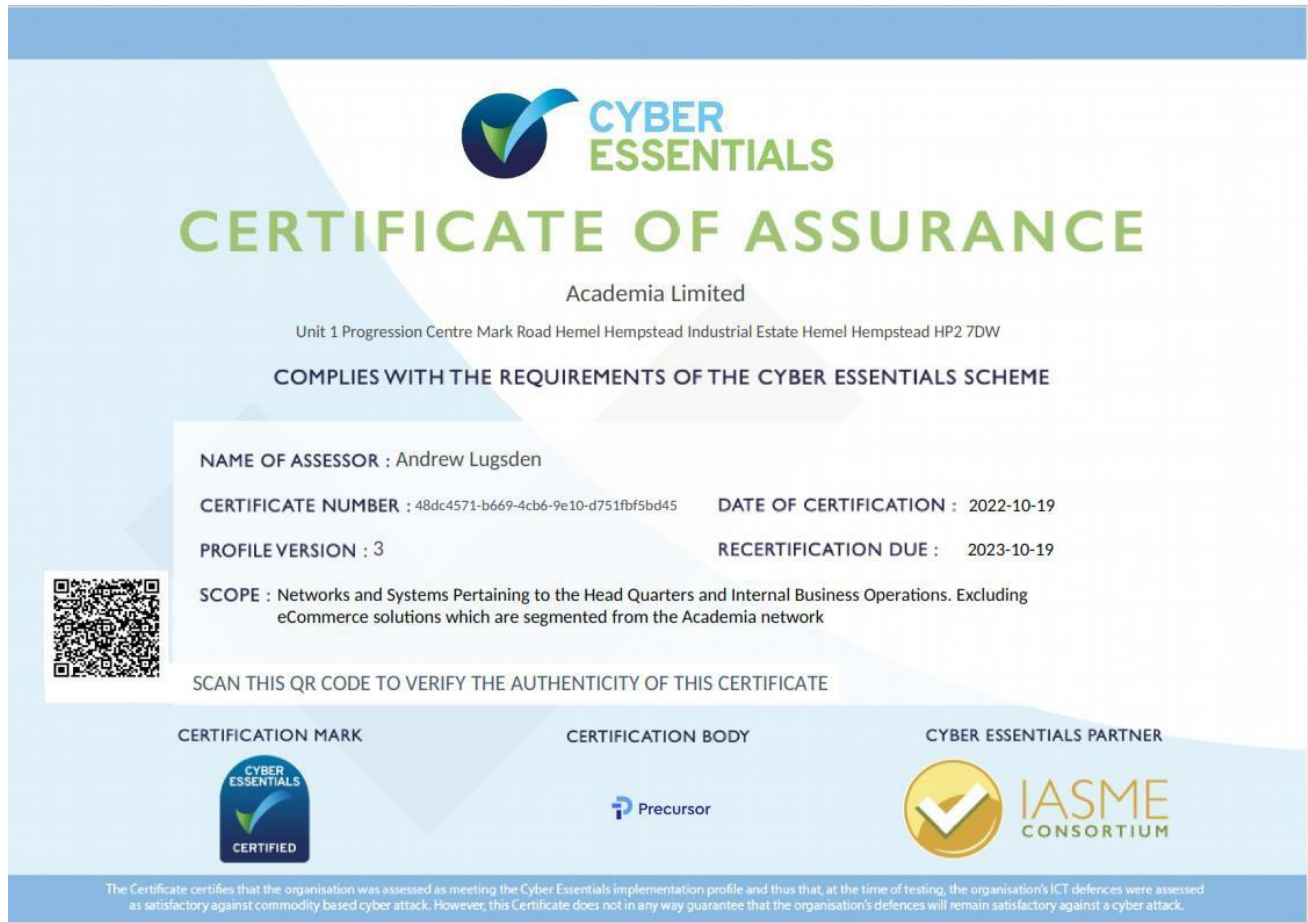 CYBER
ESSENTIALS
CERTIFICATE OF ASSURANCE
Academia Limited
Unit 1 Progression Centre Mark Road Hemel Hempstead Industrial Estate Hemel Hempstead HP2 7DW
COMPLIES WITH THE REQUIREMENTS OF THE CYBER ESSENTIALS SCHEME
NAME OF ASSESSOR : Andrew Lugsden
CERTIFICATE NUMBER : 48dc4571-b669-4cb6-9e10-d751fbf5bd45 DATE OF CERTIFICATION : 2022-10-19
PROFILE VERSION : 3 RECERTIFICATION DUE : 2023-10-19
SCOPE : Networks and Systems Pertaining to the Head Quarters and Internal Business Operations. Excluding
eCommerce solutions which are segmented from the Academia network
SCAN THIS QR CODE TO VERIFY THE AUTHENTICITY OF THIS CERTIFICATE
CERTIFICATION MARK CERTIFICATION BODY CYBER ESSENTIALS PARTNER
CYBER
ESSENTIALS
CERTIFIED
Precursor
IASME
CONSORTIUM
The Certificate certifies that the organisation was assessed as meeting the Cyber Essentials implementation profile and thus that, at the time of testing, the organisation's ICT defences were assessed
as satisfactory against commodity based cyber attack. However, this Certificate does not in any way guarantee that the organisation's defences will remain satisfactory against a cyber attack.